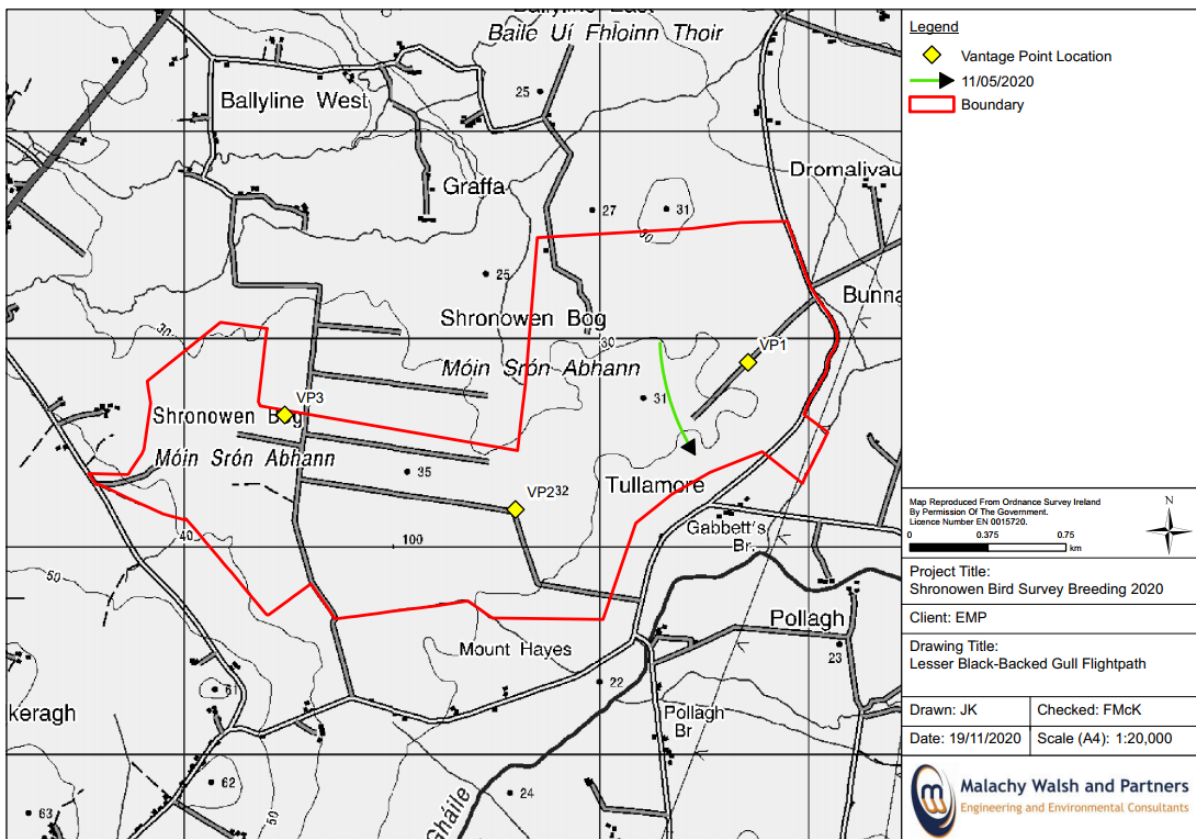 Baile Uí Fhloinn Thoir
Ballyline West
25
Graffa
Dromalivau
27
31
30
25
Bunna
Shronowen Bog
30
30
Móin Srón Abhann
VP1
31
VP3
Shronowen Bog
Móin Srón Abhann
35
Tullamore
VP2
32
Gabbett's
Br.
40
100
50
Pollagh
Mount Hayes
23
61
22
keragh
Pollagh
Br
62
50
24
63
Gháile
Legend
Vantage Point Location
11/05/2020
Boundary
Map Reproduced From Ordnance Survey Ireland
By Permission Of The Government.
Licence Number EN 0015720.
N
0 0.375 0.75
km
Project Title:
Shronowen Bird Survey Breeding 2020
Client: EMP
Drawing Title:
Lesser Black-Backed Gull Flightpath
Drawn: JK
Checked: FMcK
Date: 19/11/2020
Scale (A4): 1:20,000
Malachy Walsh and Partners
Engineering and Environmental Consultants